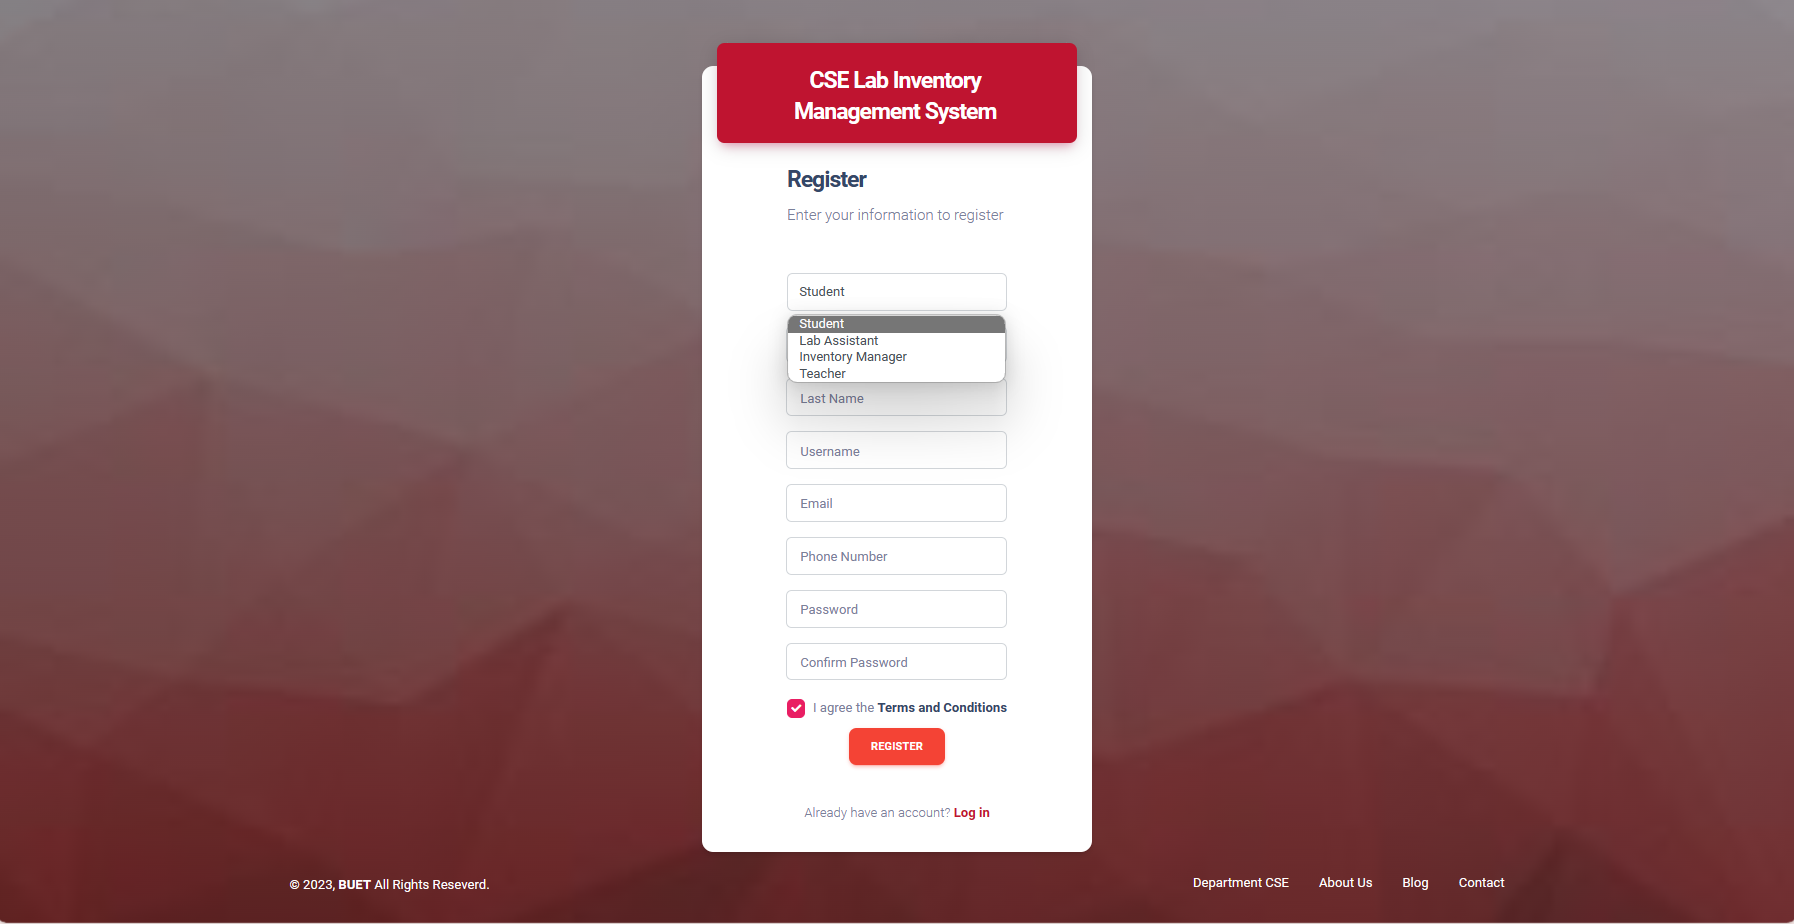 CSE Lab Inventory
Management System
Register
Enter your information to register
Student
Student
Lab Assistant
Inventory Manager
Teacher
Last Name
Username
Email
Phone Number
Password
Confirm Password
I agree the Terms and Conditions
REGISTER
Already have an account? Log in
© 2023, BUET All Rights Reseverd.
Department CSE About Us Blog Contact